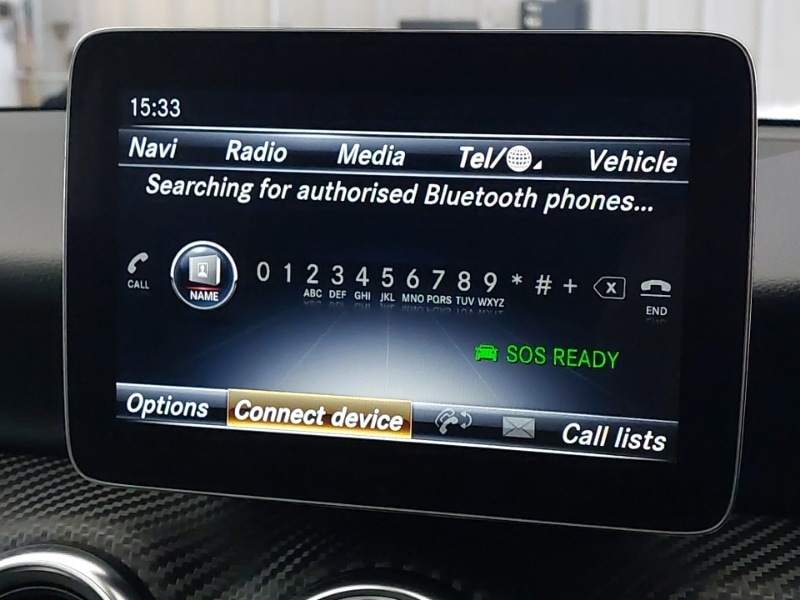 15:33
Navi Radio Media Tel/ Vehicle
Searching for authorised Bluetooth phones...
CALL NAME 0 1 2 3 4 5 6 7 8 9 * # + x END
ABC DEF GHI JKL MNO PQRS TUV WXYZ
SOS READY
Options Connect device Call lists